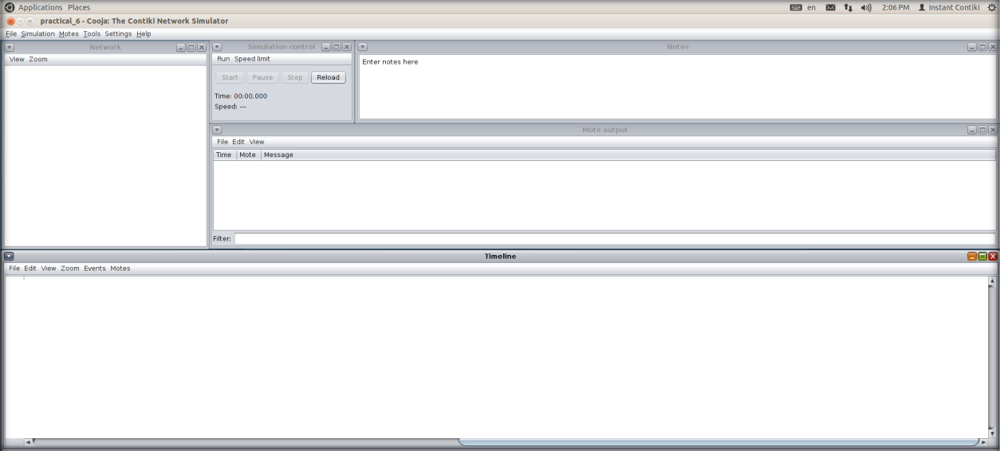 Applications Places en 2:06 PM Instant Contiki
practical_6 - Cooja: The Contiki Network Simulator
File Simulation Motes Tools Settings Help
Network
View Zoom
Simulation control
Run Speed limit
Start Pause Step Reload
Time: 00:00.000
Speed: ---
Notes
Enter notes here
Mote output
File Edit View
Time Mote Message
Filter:
Timeline
File Edit View Zoom Events Motes